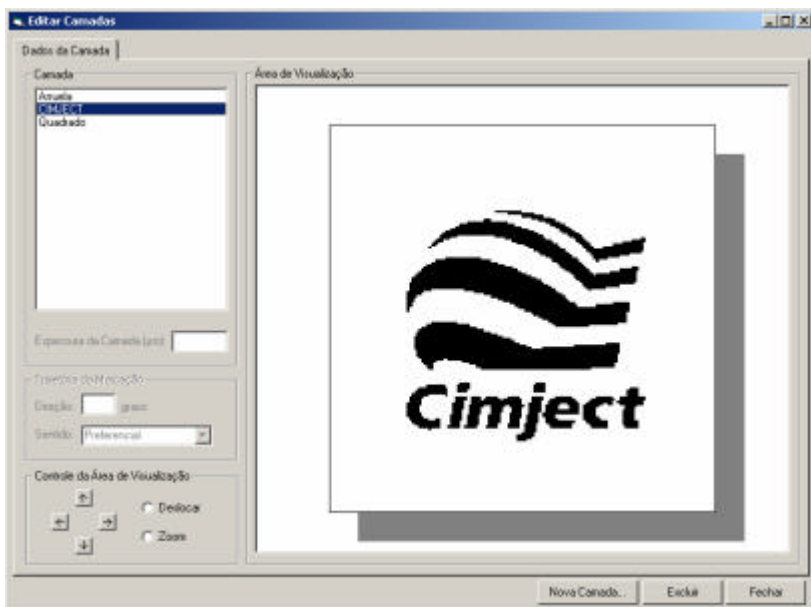 Editar Camadas
Dados da Camada
Camada
Arruela
CIMJECT
Quadrado
Espessura da Camada (µm)
Trajetória de Marcação
Direção graus
Sentido Preferencial
Controle da Área de Visualização
Deslocar
Zoom
Área de Visualização
Cimject
Nova Camada... Excluir Fechar